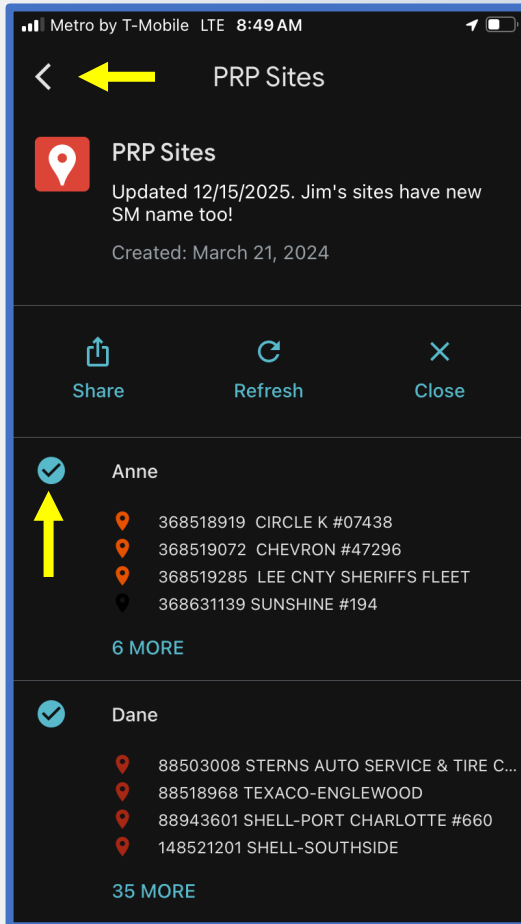 Metro by T-Mobile LTE 8:49 AM
PRP Sites
PRP Sites
Updated 12/15/2025. Jim's sites have new
SM name too!
Created: March 21, 2024
Share Refresh Close
Anne
368518919 CIRCLE K #07438
368519072 CHEVRON #47296
368519285 LEE CNTY SHERIFFS FLEET
368631139 SUNSHINE #194
6 MORE
Dane
88503008 STERNS AUTO SERVICE & TIRE C...
88518968 TEXACO-ENGLEWOOD
88943601 SHELL-PORT CHARLOTTE #660
148521201 SHELL-SOUTHSIDE
35 MORE